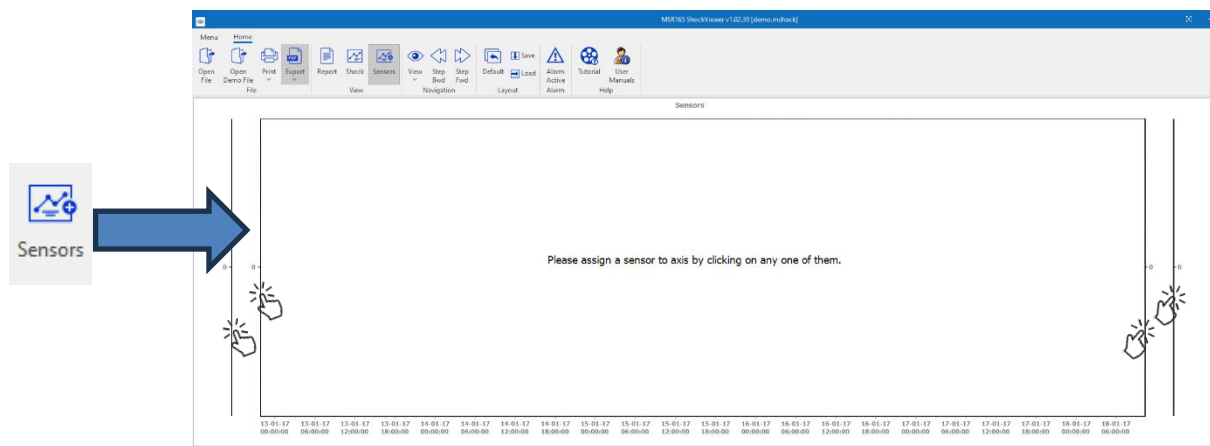 MSR165 ShockViewer v1.02.30 [demo.mshock]
Menu Home
Open File
Open Demo File
Print
Export
Report
Shock
Sensors
View
Step Bwd
Step Fwd
Default
Save
Load
Alarm Active
Tutorial
User Manuals
File View Navigation Layout Alarm Help
Sensors
Sensors
Please assign a sensor to axis by clicking on any one of them.
0 0 0 0
13-01-17 13-01-17 13-01-17 13-01-17 14-01-17 14-01-17 14-01-17 14-01-17 15-01-17 15-01-17 15-01-17 15-01-17 16-01-17 16-01-17 16-01-17 16-01-17 17-01-17 17-01-17 17-01-17 17-01-17 18-01-17 18-01-17
00:00:00 06:00:00 12:00:00 18:00:00 00:00:00 06:00:00 12:00:00 18:00:00 00:00:00 06:00:00 12:00:00 18:00:00 00:00:00 06:00:00 12:00:00 18:00:00 00:00:00 06:00:00 12:00:00 18:00:00 00:00:00 06:00:00